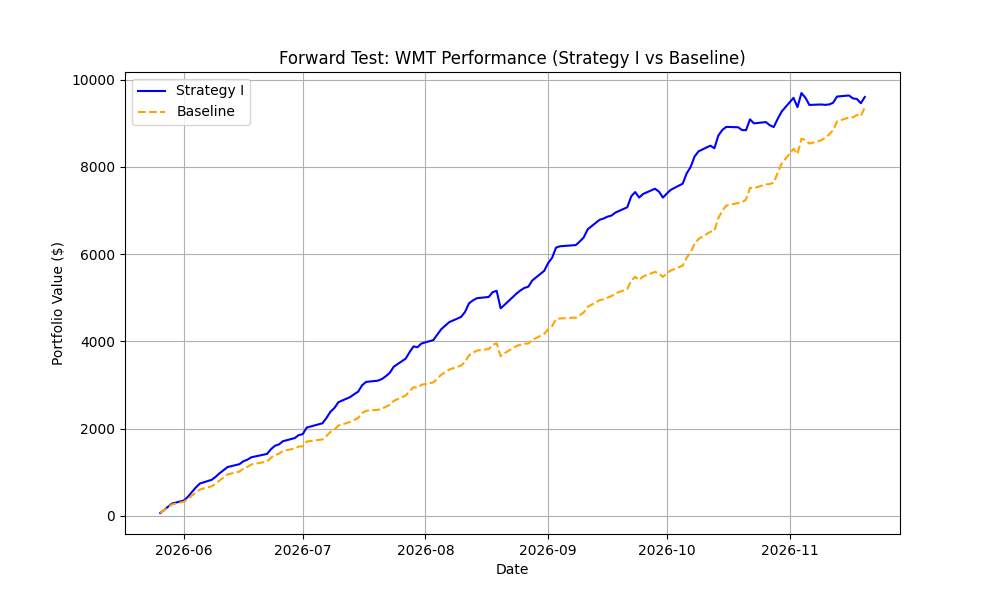 Forward Test: WMT Performance (Strategy I vs Baseline)
Strategy I
Baseline
Portfolio Value ($)
10000
8000
6000
4000
2000
0
2026-06
2026-07
2026-08
2026-09
2026-10
2026-11
Date